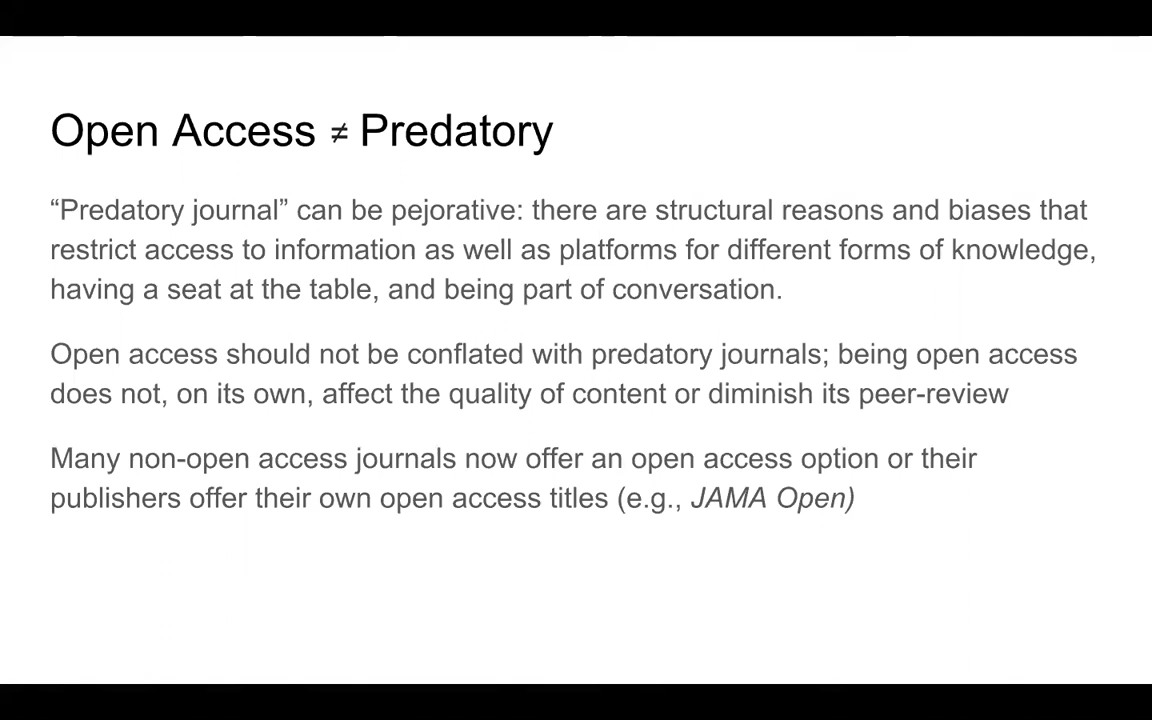 Open Access ≠ Predatory
“Predatory journal” can be pejorative: there are structural reasons and biases that
restrict access to information as well as platforms for different forms of knowledge,
having a seat at the table, and being part of conversation.
Open access should not be conflated with predatory journals; being open access
does not, on its own, affect the quality of content or diminish its peer-review
Many non-open access journals now offer an open access option or their
publishers offer their own open access titles (e.g., JAMA Open)